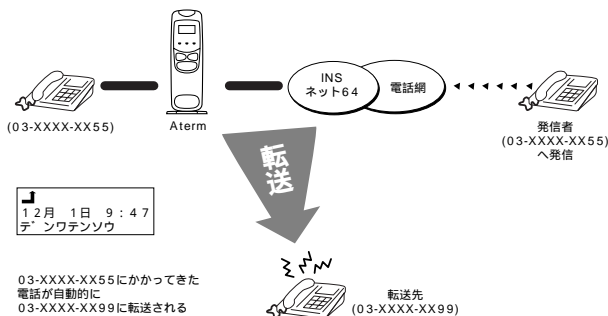 INS
ネット64
電話網
(03-XXXX-XX55)
Aterm
発信者
(03-XXXX-XX55)
へ発信
転送
12月 1日 9:47
デンワテンソウ
03-XXXX-XX55にかかってきた
電話が自動的に
03-XXXX-XX99に転送される
転送先
(03-XXXX-XX99)